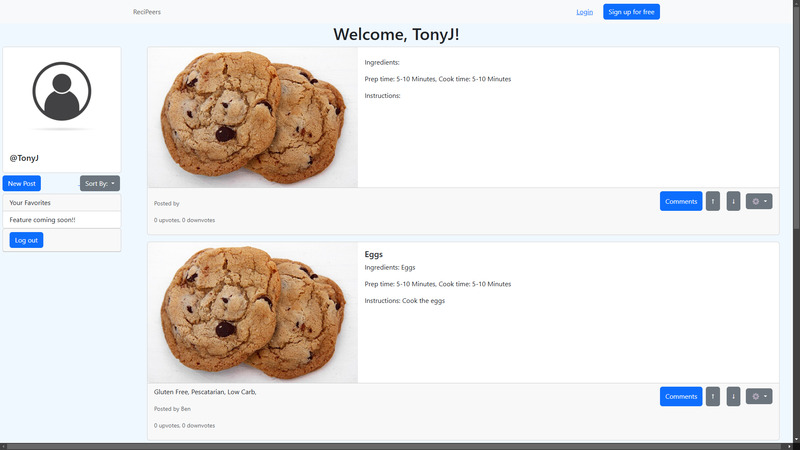 ReciPeers
Login
Sign up for free
Welcome, TonyJ!
@TonyJ
New Post
Sort By:
Your Favorites
Feature coming soon!!
Log out
Ingredients:
Prep time: 5-10 Minutes, Cook time: 5-10 Minutes
Instructions:
Posted by
0 upvotes, 0 downvotes
Comments
↑
↓
Eggs
Ingredients: Eggs
Prep time: 5-10 Minutes, Cook time: 5-10 Minutes
Instructions: Cook the eggs
Gluten Free, Pescatarian, Low Carb,
Posted by Ben
0 upvotes, 0 downvotes
Comments
↑
↓